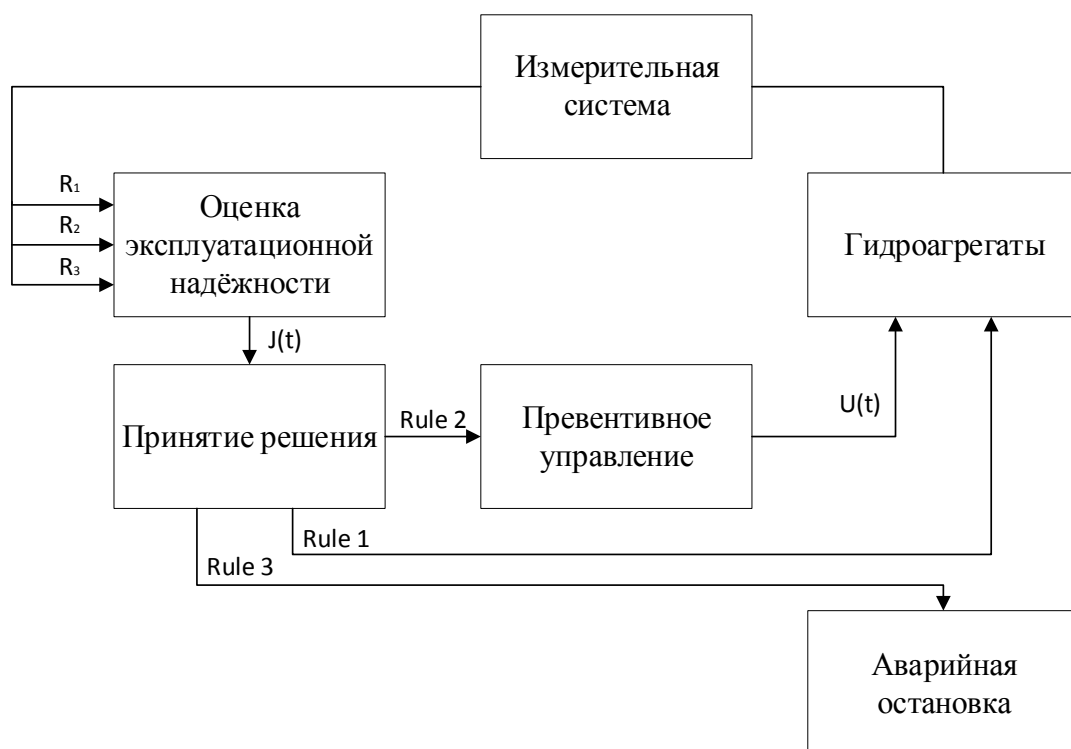 Измерительная
система
R₁
R₂
R₃
Оценка
эксплуатационной
надёжности
Гидроагрегаты
J(t)
Принятие решения
Rule 2
Превентивное
управление
U(t)
Rule 1
Rule 3
Аварийная
остановка